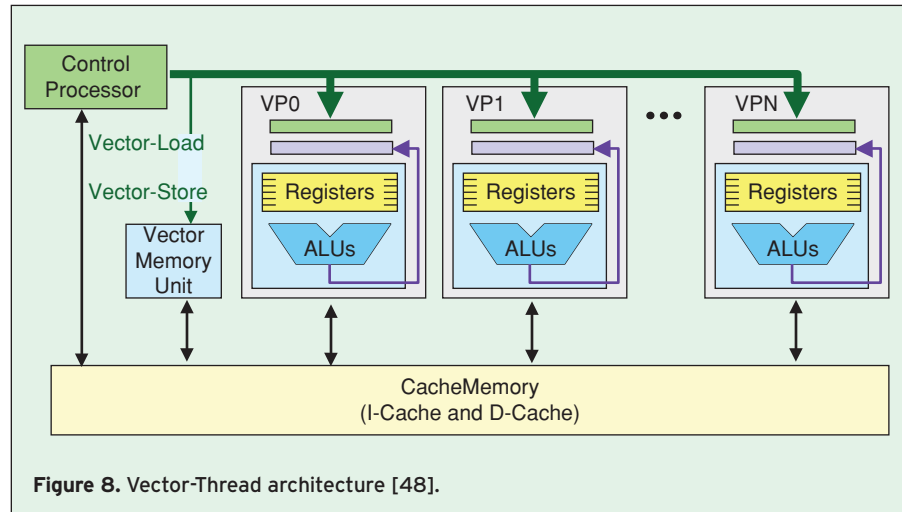 Control
Processor
Vector-Load
Vector-Store
Vector
Memory
Unit
VP0
Registers
ALUs
VP1
Registers
ALUs
•••
VPN
Registers
ALUs
CacheMemory
(I-Cache and D-Cache)
Figure 8. Vector-Thread architecture [48].